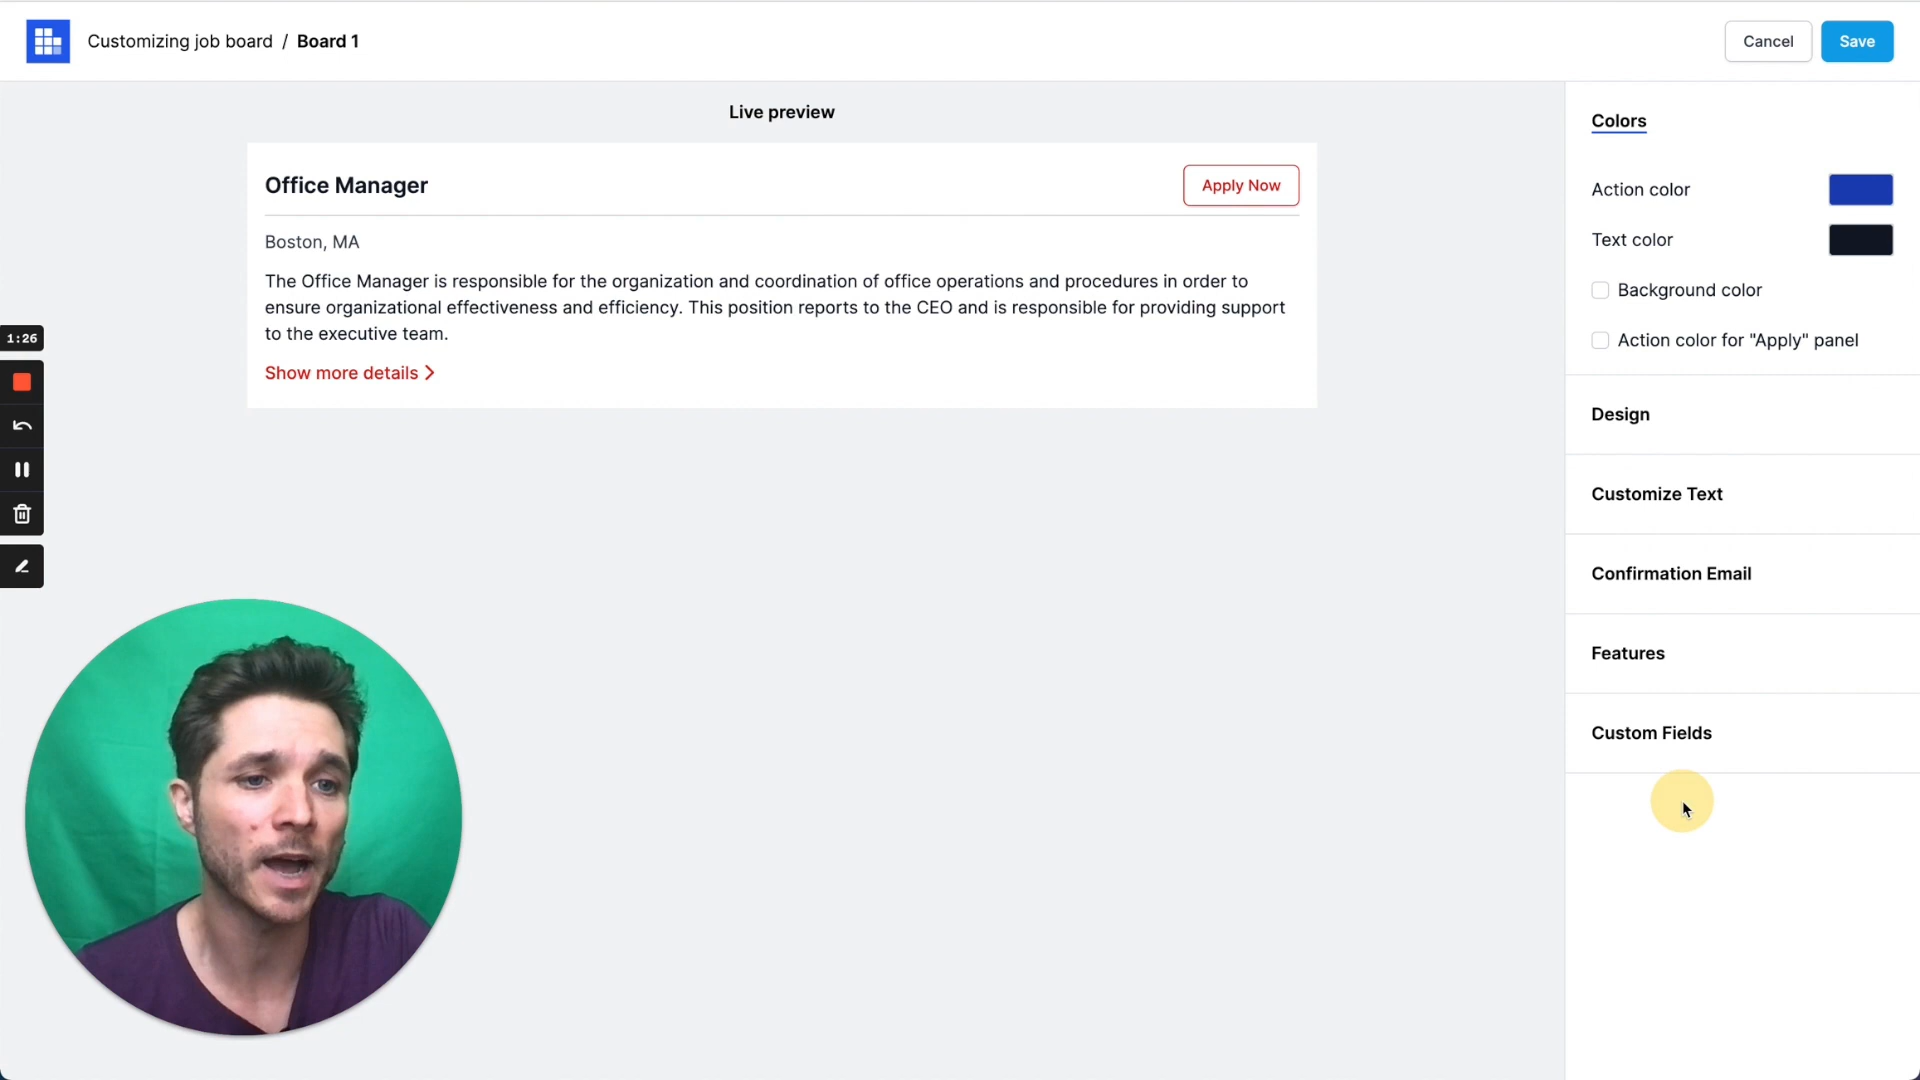 Customizing job board / Board 1
Cancel
Save
Live preview
Office Manager
Apply Now
Boston, MA
The Office Manager is responsible for the organization and coordination of office operations and procedures in order to
ensure organizational effectiveness and efficiency. This position reports to the CEO and is responsible for providing support
to the executive team.
Show more details
1:26
Colors
Action color
Text color
Background color
Action color for "Apply" panel
Design
Customize Text
Confirmation Email
Features
Custom Fields